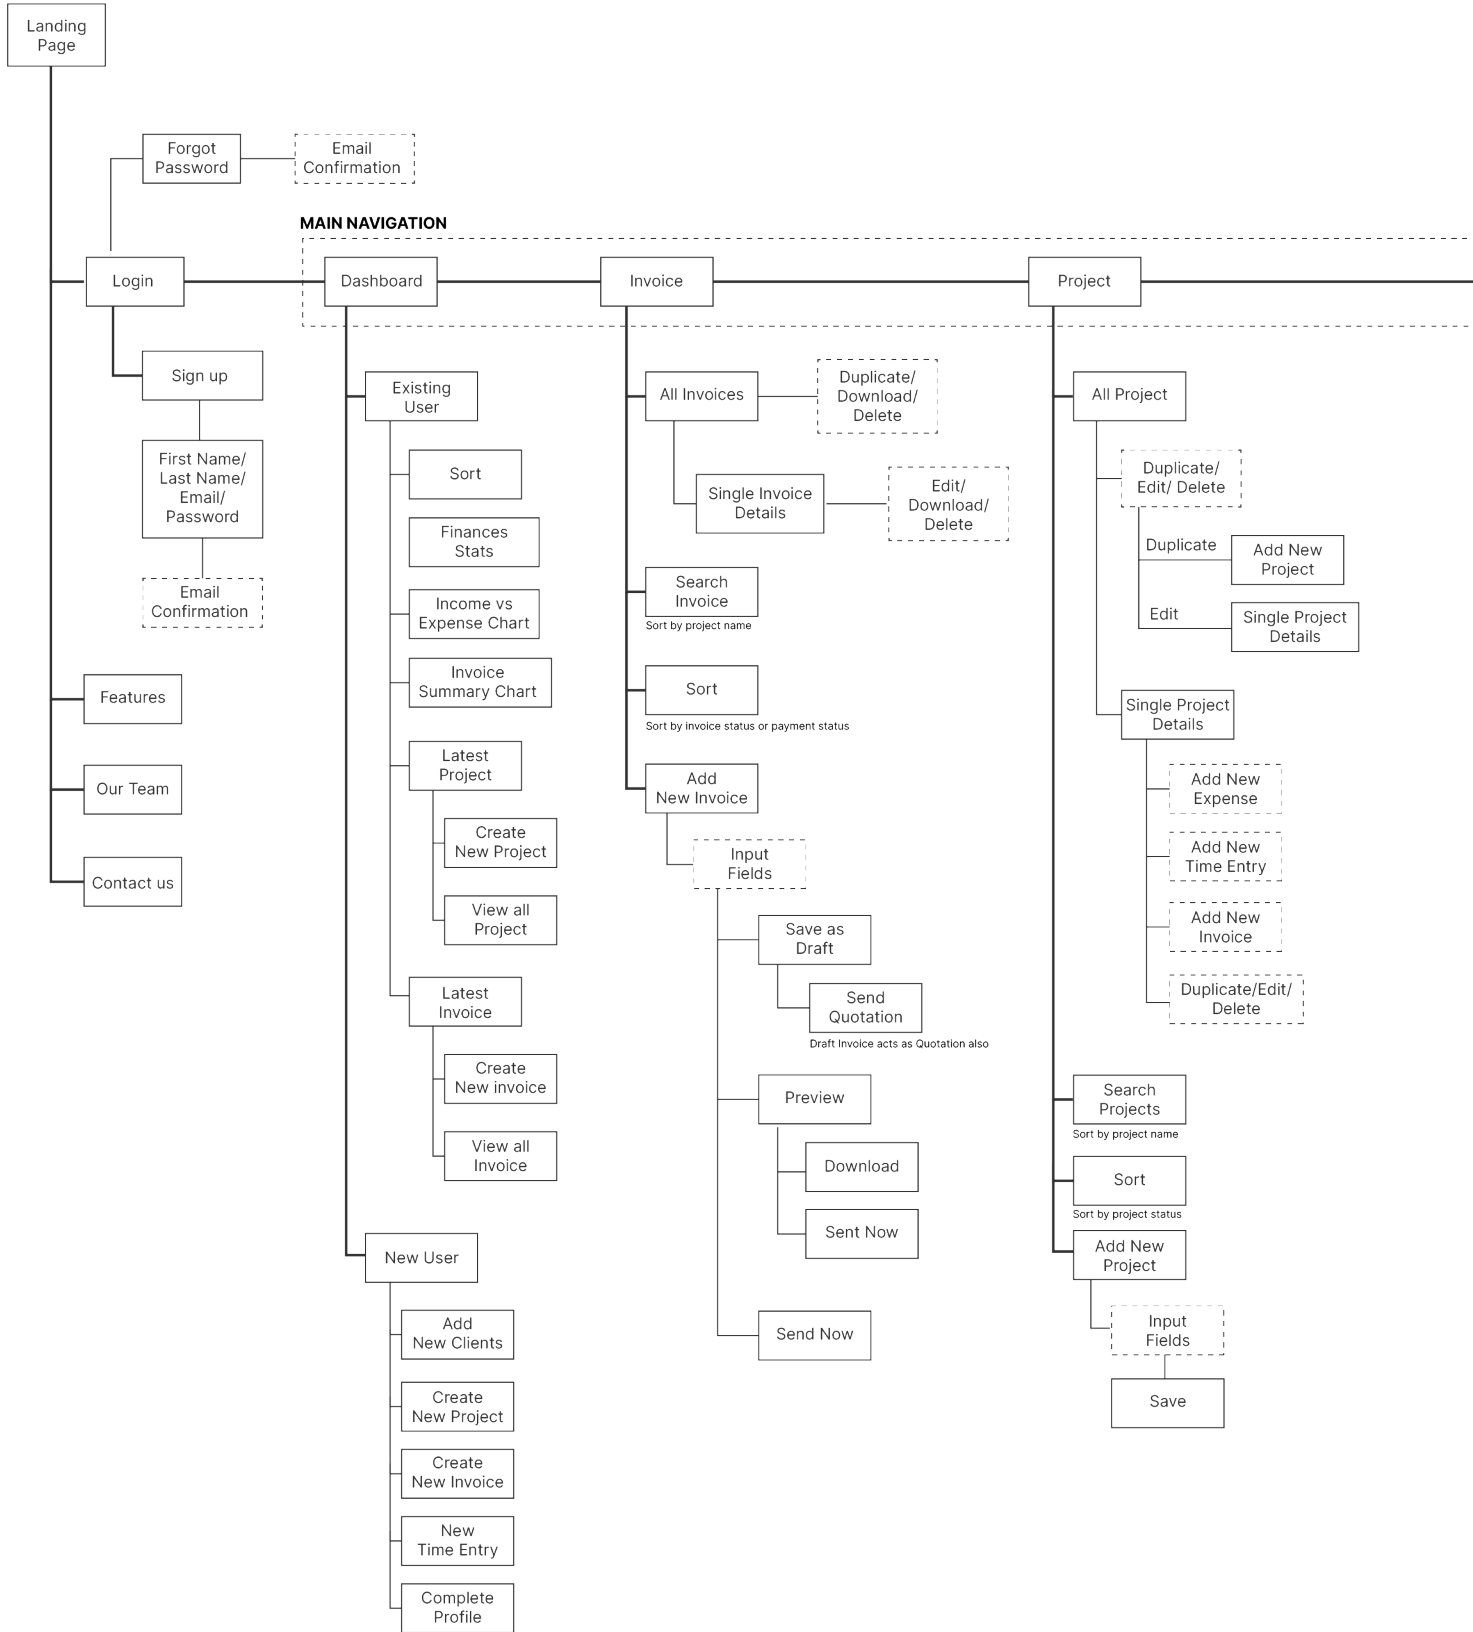 Landing
Page
Forgot
Password
Email
Confirmation
MAIN NAVIGATION
Login
Dashboard
Invoice
Project
Sign up
First Name/
Last Name/
Email/
Password
Email
Confirmation
Features
Our Team
Contact us
Existing
User
Sort
Finances
Stats
Income vs
Expense Chart
Invoice
Summary Chart
Latest
Project
Create
New Project
View all
Project
Latest
Invoice
Create
New invoice
View all
Invoice
New User
Add
New Clients
Create
New Project
Create
New Invoice
New
Time Entry
Complete
Profile
All Invoices
Duplicate/
Download/
Delete
Single Invoice
Details
Edit/
Download/
Delete
Search
Invoice
Sort by project name
Sort
Sort by invoice status or payment status
Add
New Invoice
Input
Fields
Save as
Draft
Send
Quotation
Draft Invoice acts as Quotation also
Preview
Download
Sent Now
Send Now
All Project
Duplicate/
Edit/ Delete
Duplicate
Add New
Project
Edit
Single Project
Details
Single Project
Details
Add New
Expense
Add New
Time Entry
Add New
Invoice
Duplicate/Edit/
Delete
Search
Projects
Sort by project name
Sort
Sort by project status
Add New
Project
Input
Fields
Save